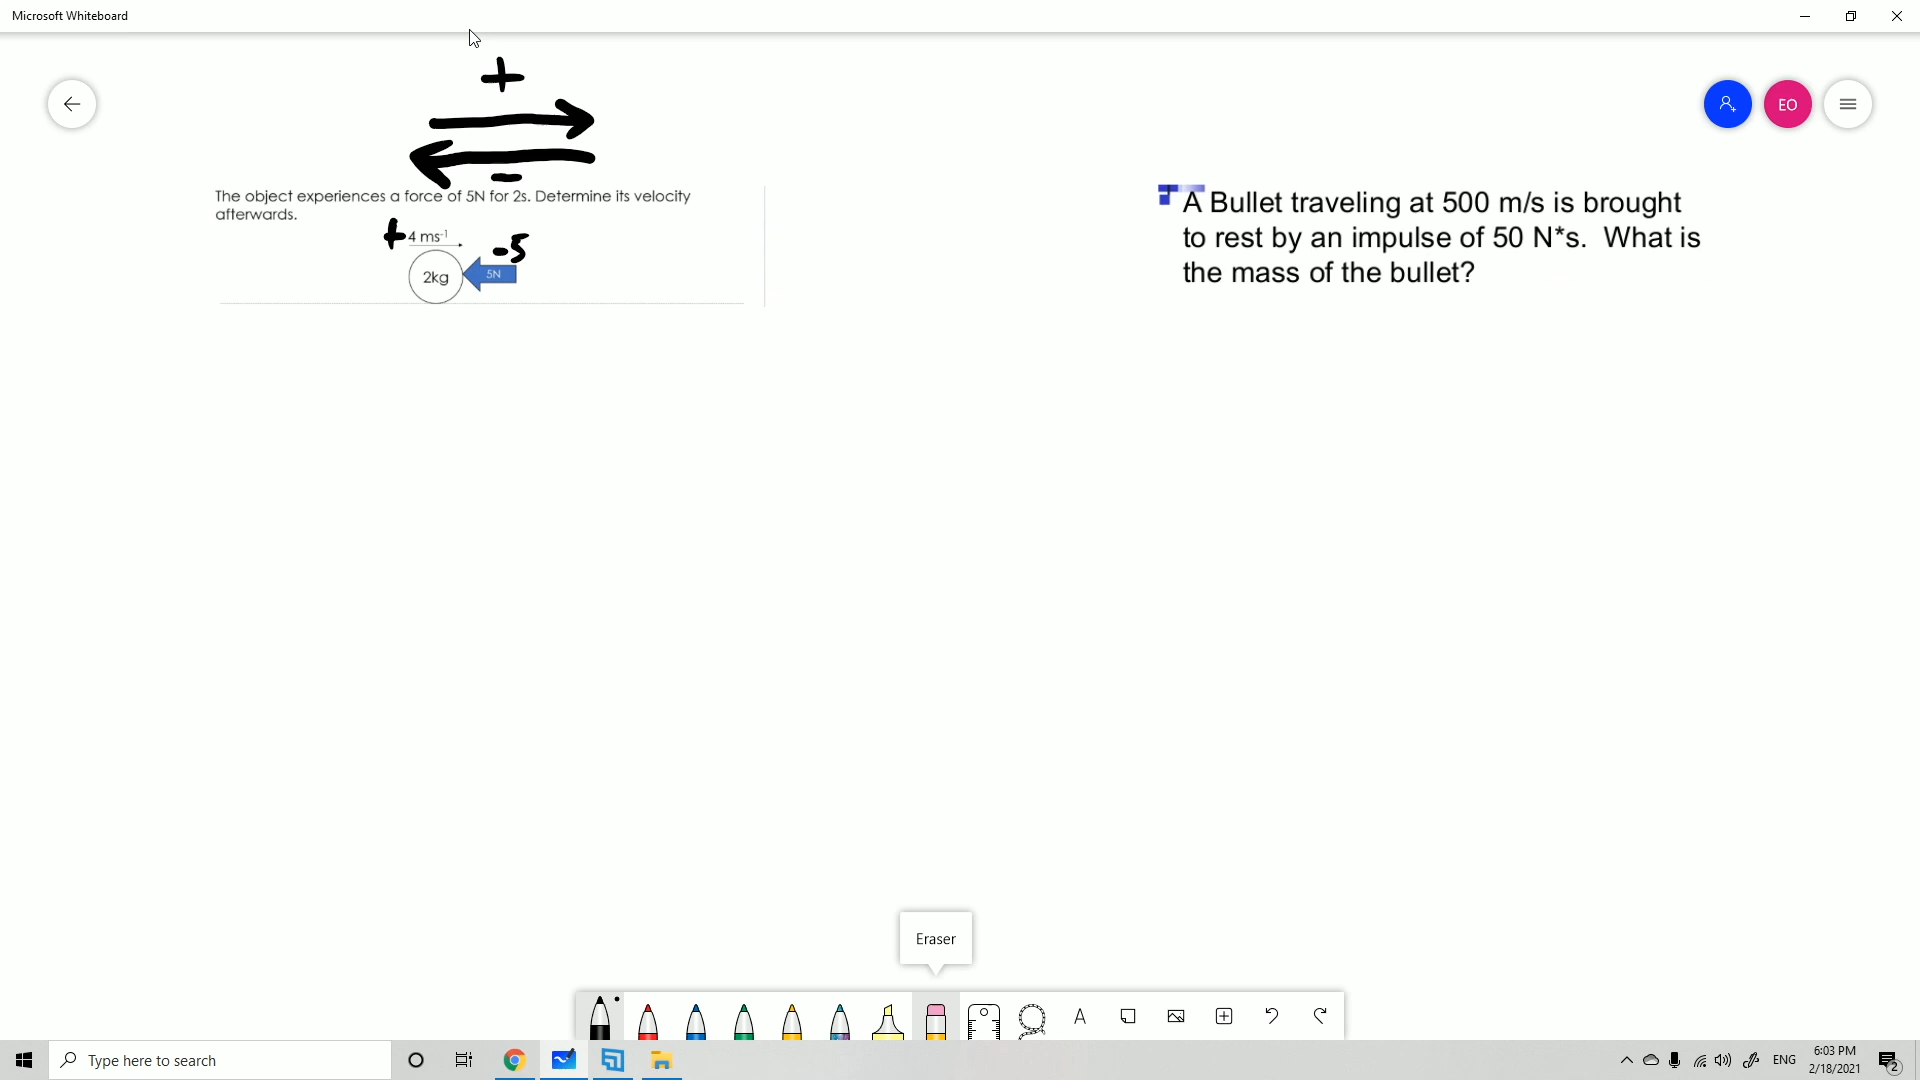 Microsoft Whiteboard
+
EO
−
The object experiences a force of 5N for 2s. Determine its velocity
afterwards.
+4 ms⁻¹
-5
2kg
5N
A Bullet traveling at 500 m/s is brought
to rest by an impulse of 50 N*s. What is
the mass of the bullet?
Eraser
A
Type here to search
ENG
6:03 PM
2/18/2021
2